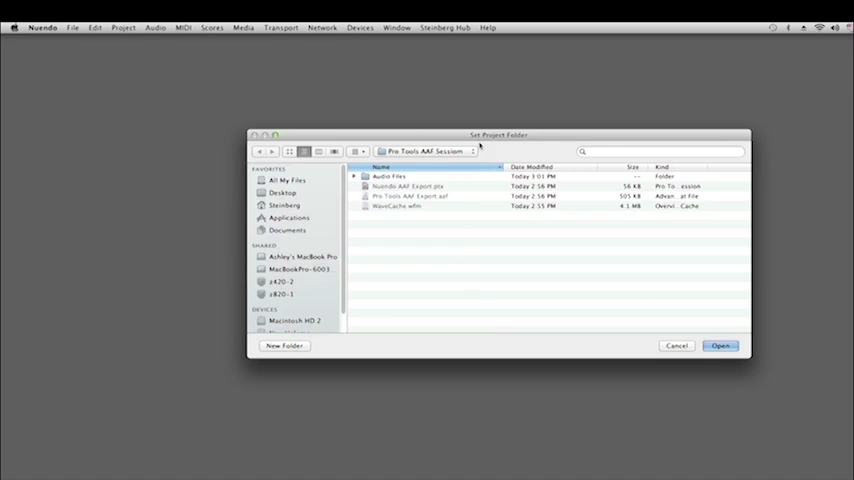 Nuendo File Edit Project Audio MIDI Scores Media Transport Network Devices Window Steinberg Hub Help
Set Project Folder
Pro Tools AAF Session
FAVORITES
All My Files
Desktop
Steinberg
Applications
Documents
SHARED
Ashley's MacBook Pro
MacBookPro-6003...
z420-2
z820-1
DEVICES
Macintosh HD 2
Name Date Modified Size Kind
Audio Files Today 3:01 PM -- Folder
Nuendo AAF Export.ptx Today 2:56 PM 56 KB Pro To...ession
Pro Tools AAF Export.aaf Today 2:56 PM 505 KB Advan...at File
WaveCache.wfm Today 2:55 PM 4.1 MB Overvi...Cache
New Folder Cancel Open